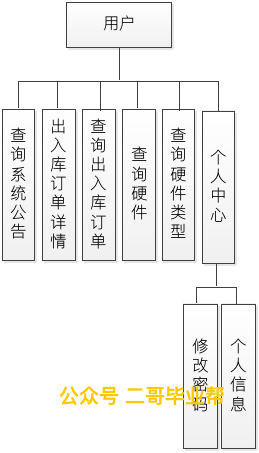 用户
查询系统公告
出入库订单详情
查询出入库订单
查询硬件
查询硬件类型
个人中心
修改密码
个人信息
公众号 二哥毕业帮